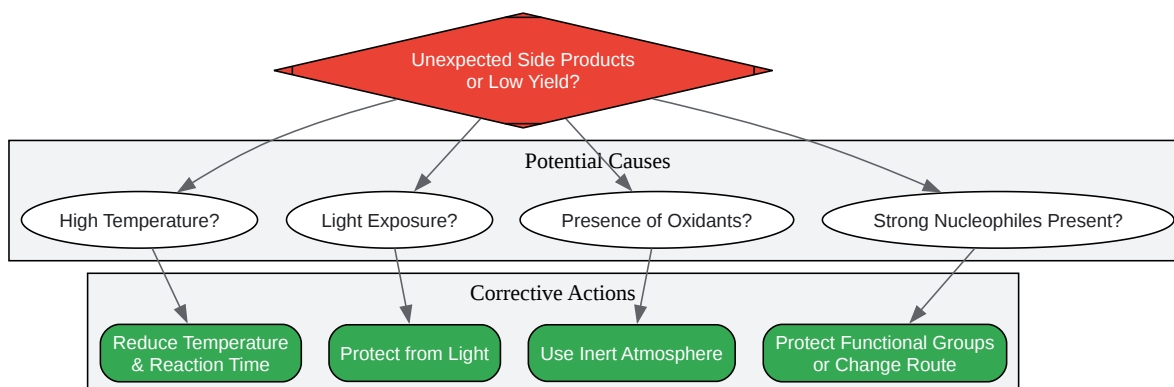 Unexpected Side Products
or Low Yield?
Potential Causes
High Temperature?
Light Exposure?
Presence of Oxidants?
Strong Nucleophiles Present?
Corrective Actions
Reduce Temperature
& Reaction Time
Protect from Light
Use Inert Atmosphere
Protect Functional Groups
or Change Route